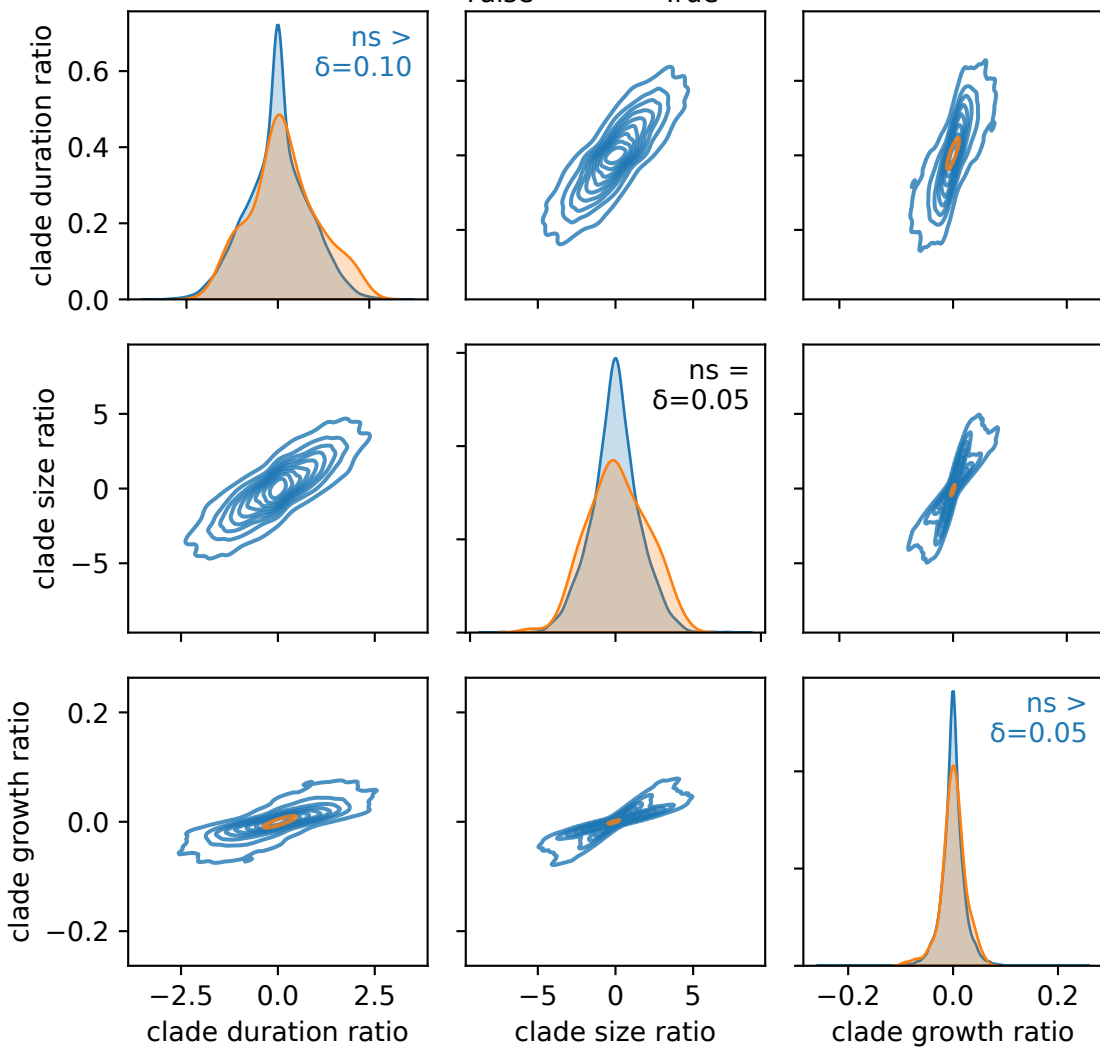 True
clade duration ratio
0.6
0.4
0.2
0.0
ns >
δ=0.10
clade size ratio
5
0
−5
ns =
δ=0.05
clade growth ratio
0.2
0.0
−0.2
ns >
δ=0.05
−2.5 0.0 2.5
clade duration ratio
−5 0 5
clade size ratio
−0.2 0.0 0.2
clade growth ratio